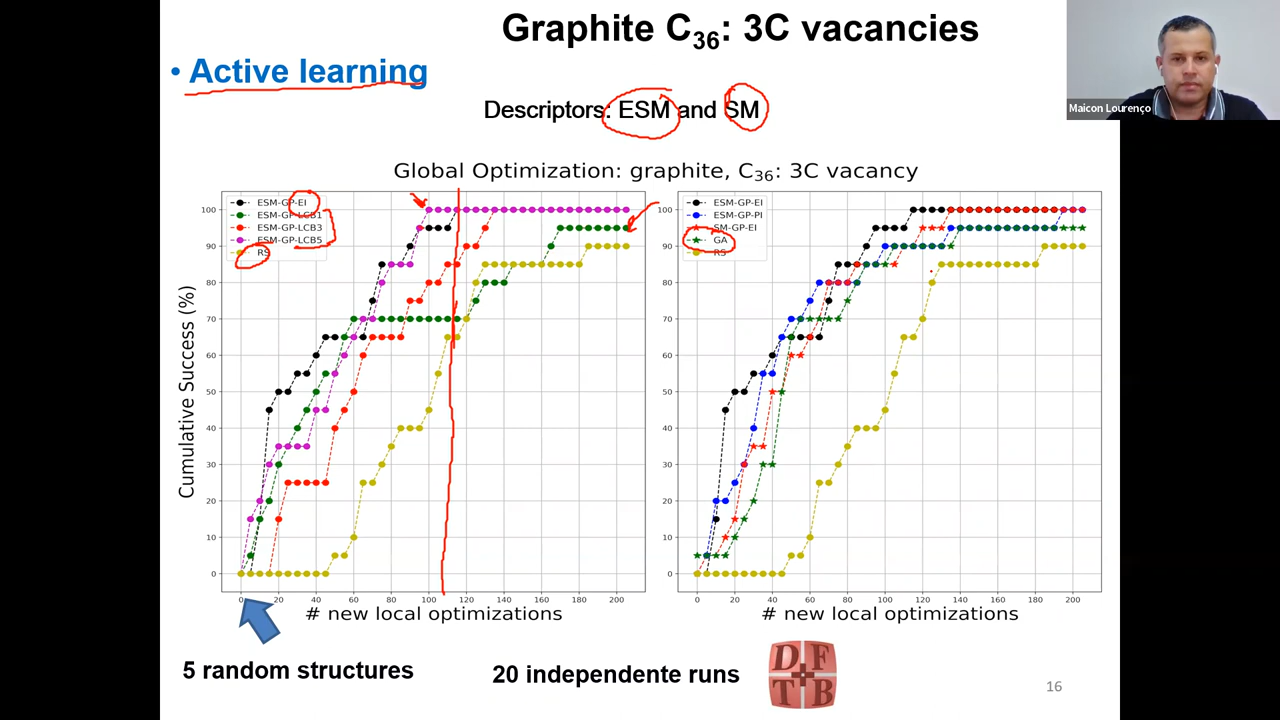 Graphite C₃₆: 3C vacancies
• Active learning
Maicon Lourenço
Descriptors: ESM and SM
Global Optimization: graphite, C₃₆: 3C vacancy
Cumulative Success (%)
100
90
80
70
60
50
40
30
20
10
0
ESM-GP-EI
ESM-GP-LCB1
ESM-GP-LCB3
ESM-GP-LCB5
RS
0 20 40 60 80 100 120 140 160 180 200
# new local optimizations
100
90
80
70
60
50
40
30
20
10
0
ESM-GP-EI
ESM-GP-PI
SM-GP-EI
GA
RS
0 20 40 60 80 100 120 140 160 180 200
# new local optimizations
5 random structures
20 independente runs
D F
T B
16